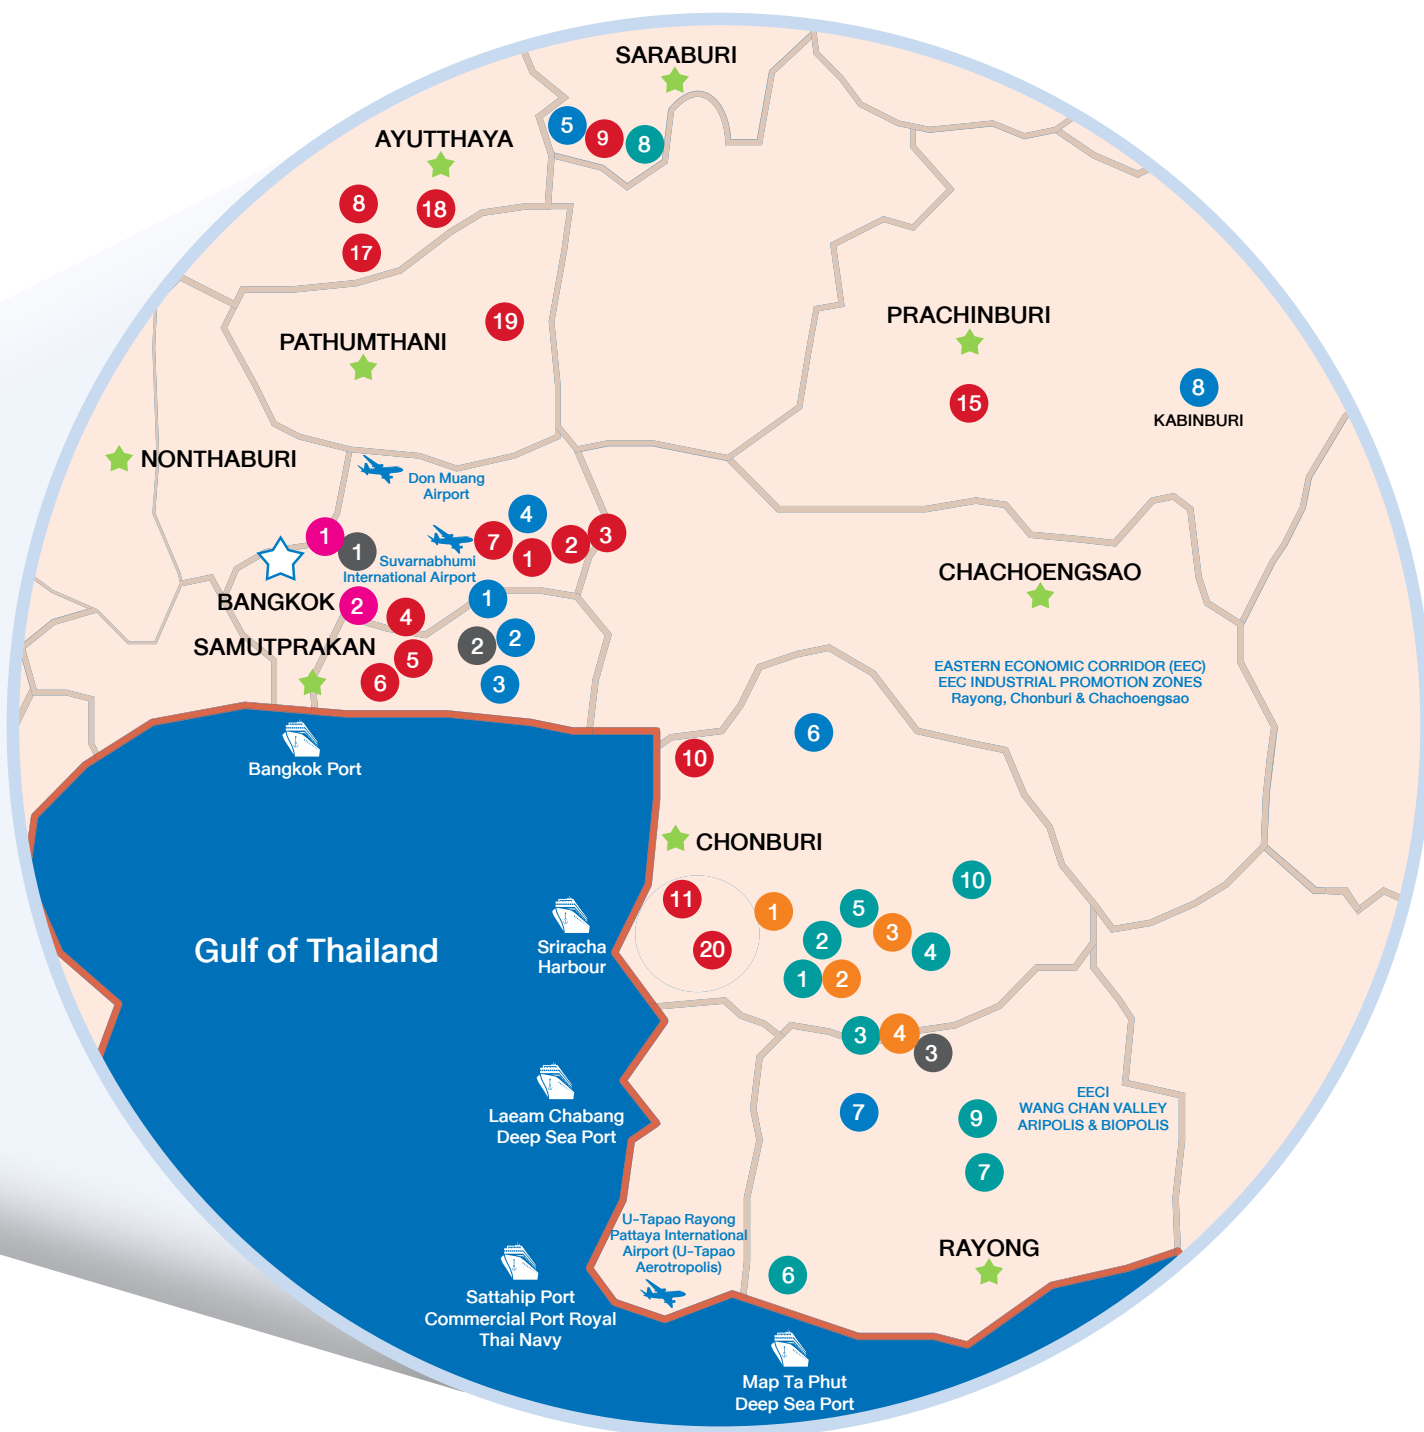 SARABURI
5
9
8
AYUTTHAYA
8
18
17
19
PATHUMTHANI
PRACHINBURI
15
8
KABINBURI
NONTHABURI
Don Muang
Airport
4
1
1
7
1
2
3
Suvarnabhumi
International Airport
CHACHOENGSAO
BANGKOK
2
4
1
SAMUTPRAKAN
5
2
2
6
3
EASTERN ECONOMIC CORRIDOR (EEC)
EEC INDUSTRIAL PROMOTION ZONES
Rayong, Chonburi & Chachoengsao
Bangkok Port
10
6
CHONBURI
11
1
5
10
20
2
3
4
1
2
Gulf of Thailand
Sriracha
Harbour
3
4
3
Laeam Chabang
Deep Sea Port
7
9
7
EECI
WANG CHAN VALLEY
ARIPOLIS & BIOPOLIS
U-Tapao Rayong
Pattaya International
Airport (U-Tapao
Aerotropolis)
6
RAYONG
Sattahip Port
Commercial Port Royal
Thai Navy
Map Ta Phut
Deep Sea Port